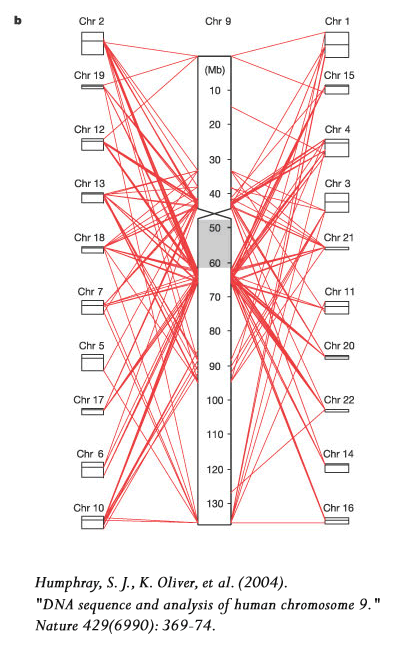 b
Chr 2
Chr 9
Chr 1
(Mb)
Chr 19
Chr 15
10
20
Chr 12
Chr 4
30
Chr 13
Chr 3
40
50
Chr 18
Chr 21
60
Chr 7
Chr 11
70
80
Chr 5
Chr 20
90
Chr 17
Chr 22
100
110
Chr 6
Chr 14
120
Chr 10
Chr 16
130
Humphray, S. J., K. Oliver, et al. (2004).
"DNA sequence and analysis of human chromosome 9."
Nature 429(6990): 369-74.